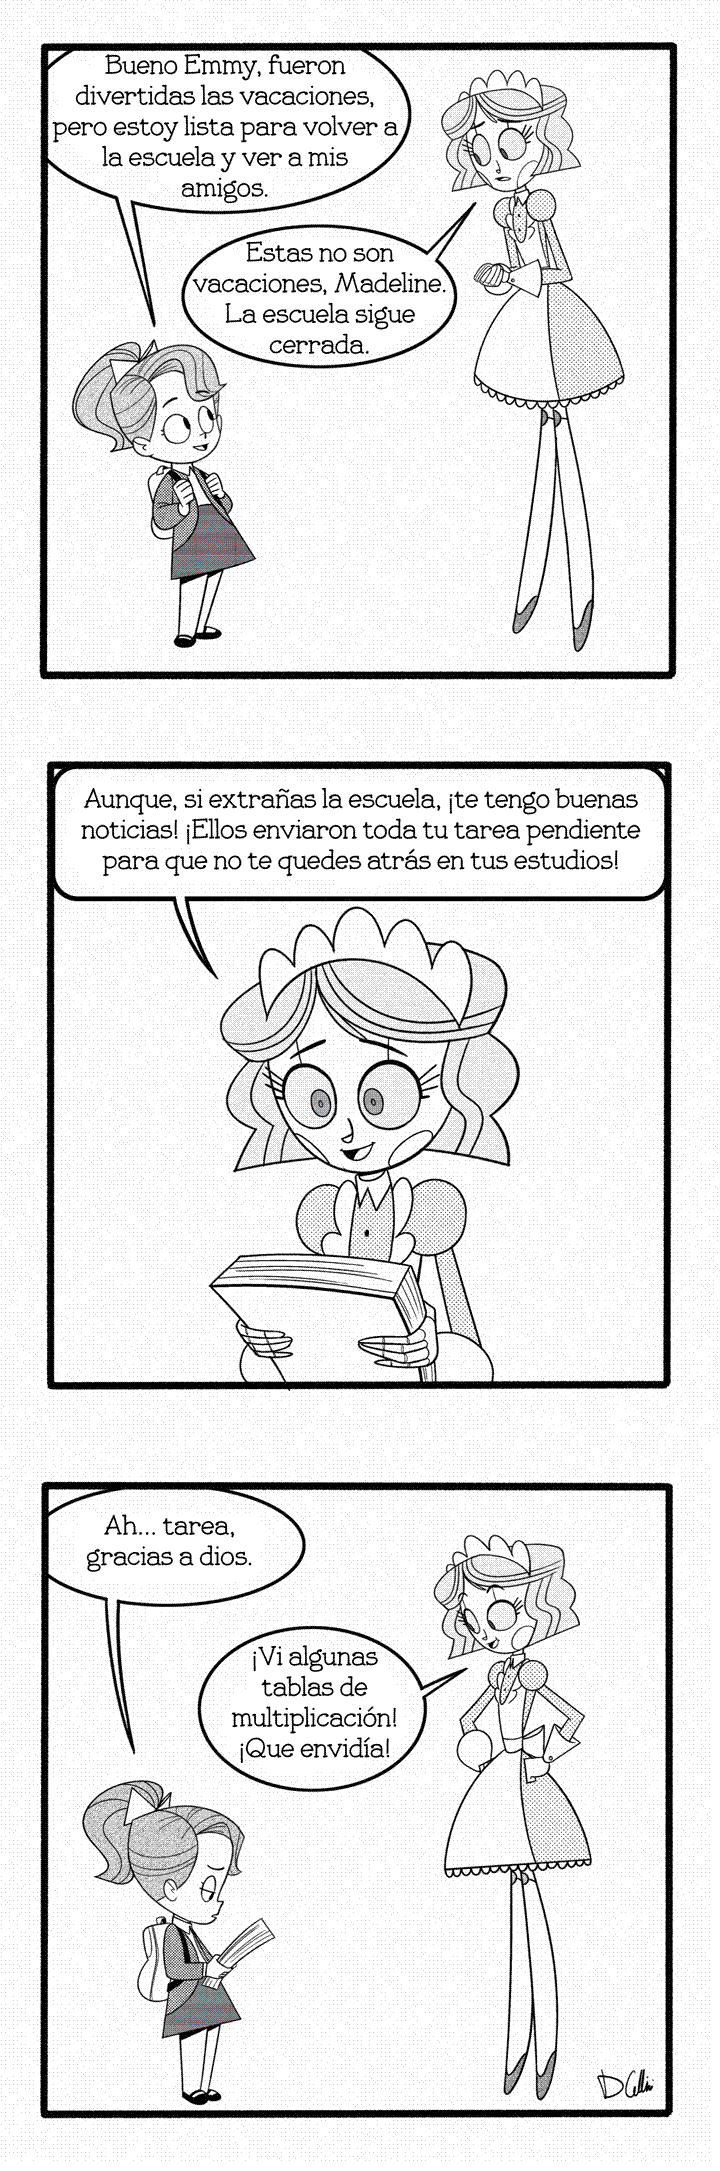 Bueno Emmy, fueron
divertidas las vacaciones,
pero estoy lista para volver a
la escuela y ver a mis
amigos.
Estas no son
vacaciones, Madeline.
La escuela sigue
cerrada.
Aunque, si extrañas la escuela, ¡te tengo buenas
noticias! ¡Ellos enviaron toda tu tarea pendiente
para que no te quedes atrás en tus estudios!
Ah... tarea,
gracias a dios.
¡Vi algunas
tablas de
multiplicación!
¡Que envidía!